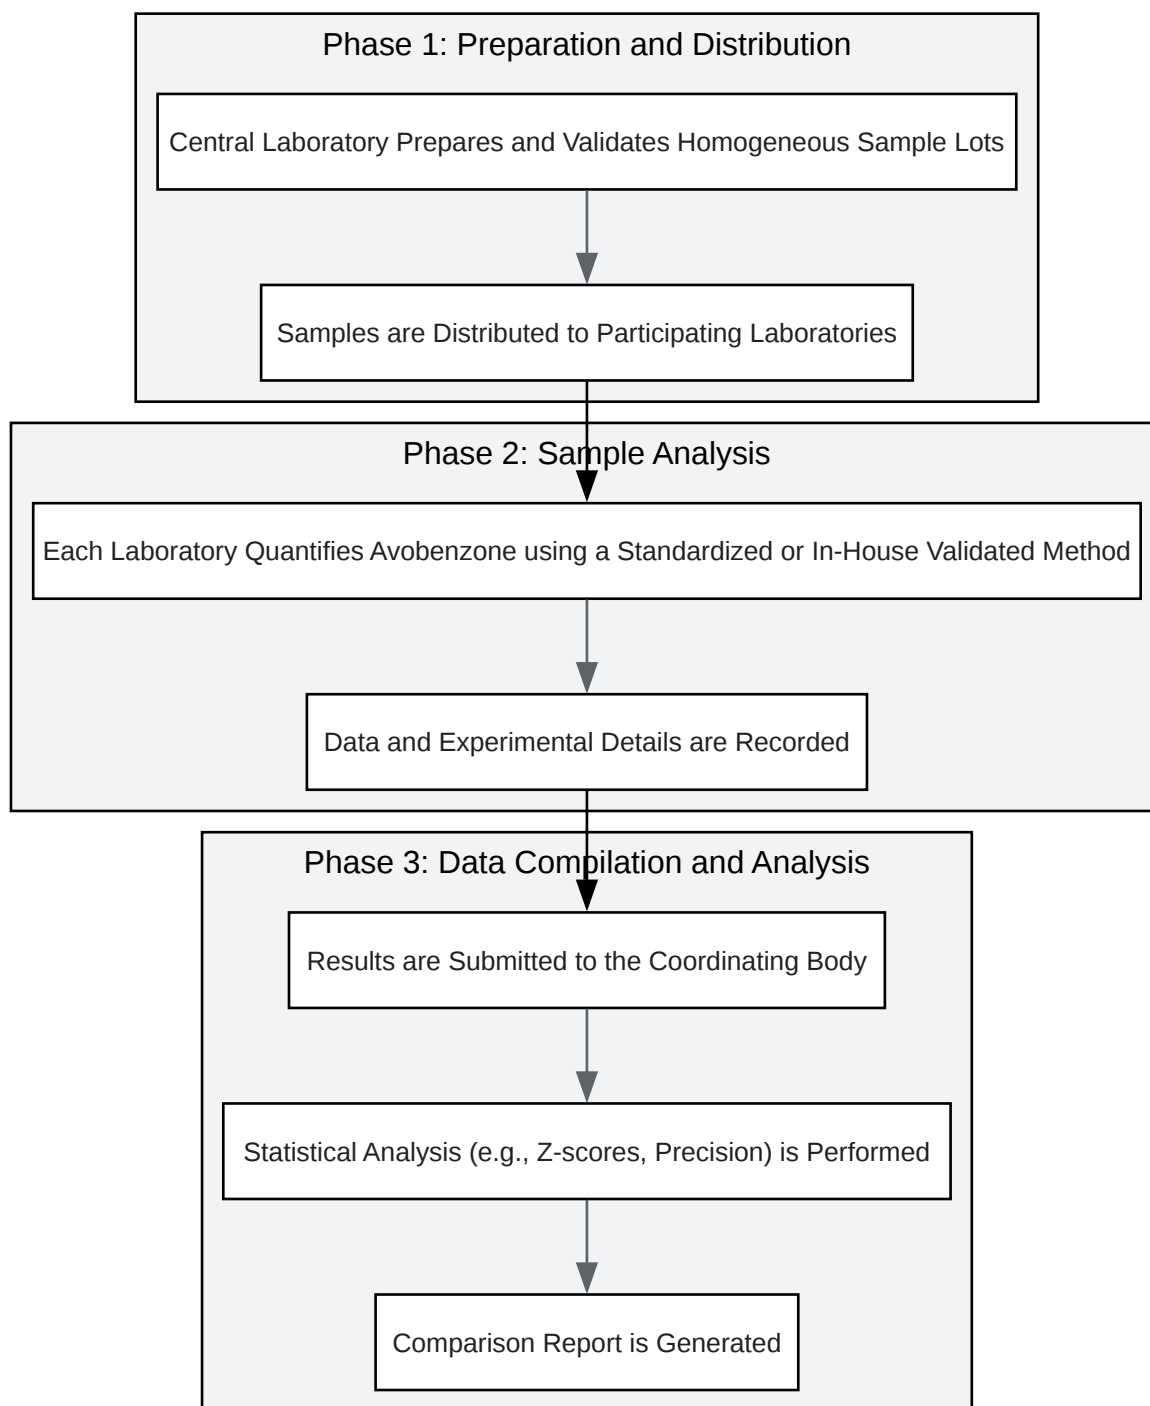 Phase 1: Preparation and Distribution
Central Laboratory Prepares and Validates Homogeneous Sample Lots
Samples are Distributed to Participating Laboratories
Phase 2: Sample Analysis
Each Laboratory Quantifies Avobenzone using a Standardized or In-House Validated Method
Data and Experimental Details are Recorded
Phase 3: Data Compilation and Analysis
Results are Submitted to the Coordinating Body
Statistical Analysis (e.g., Z-scores, Precision) is Performed
Comparison Report is Generated